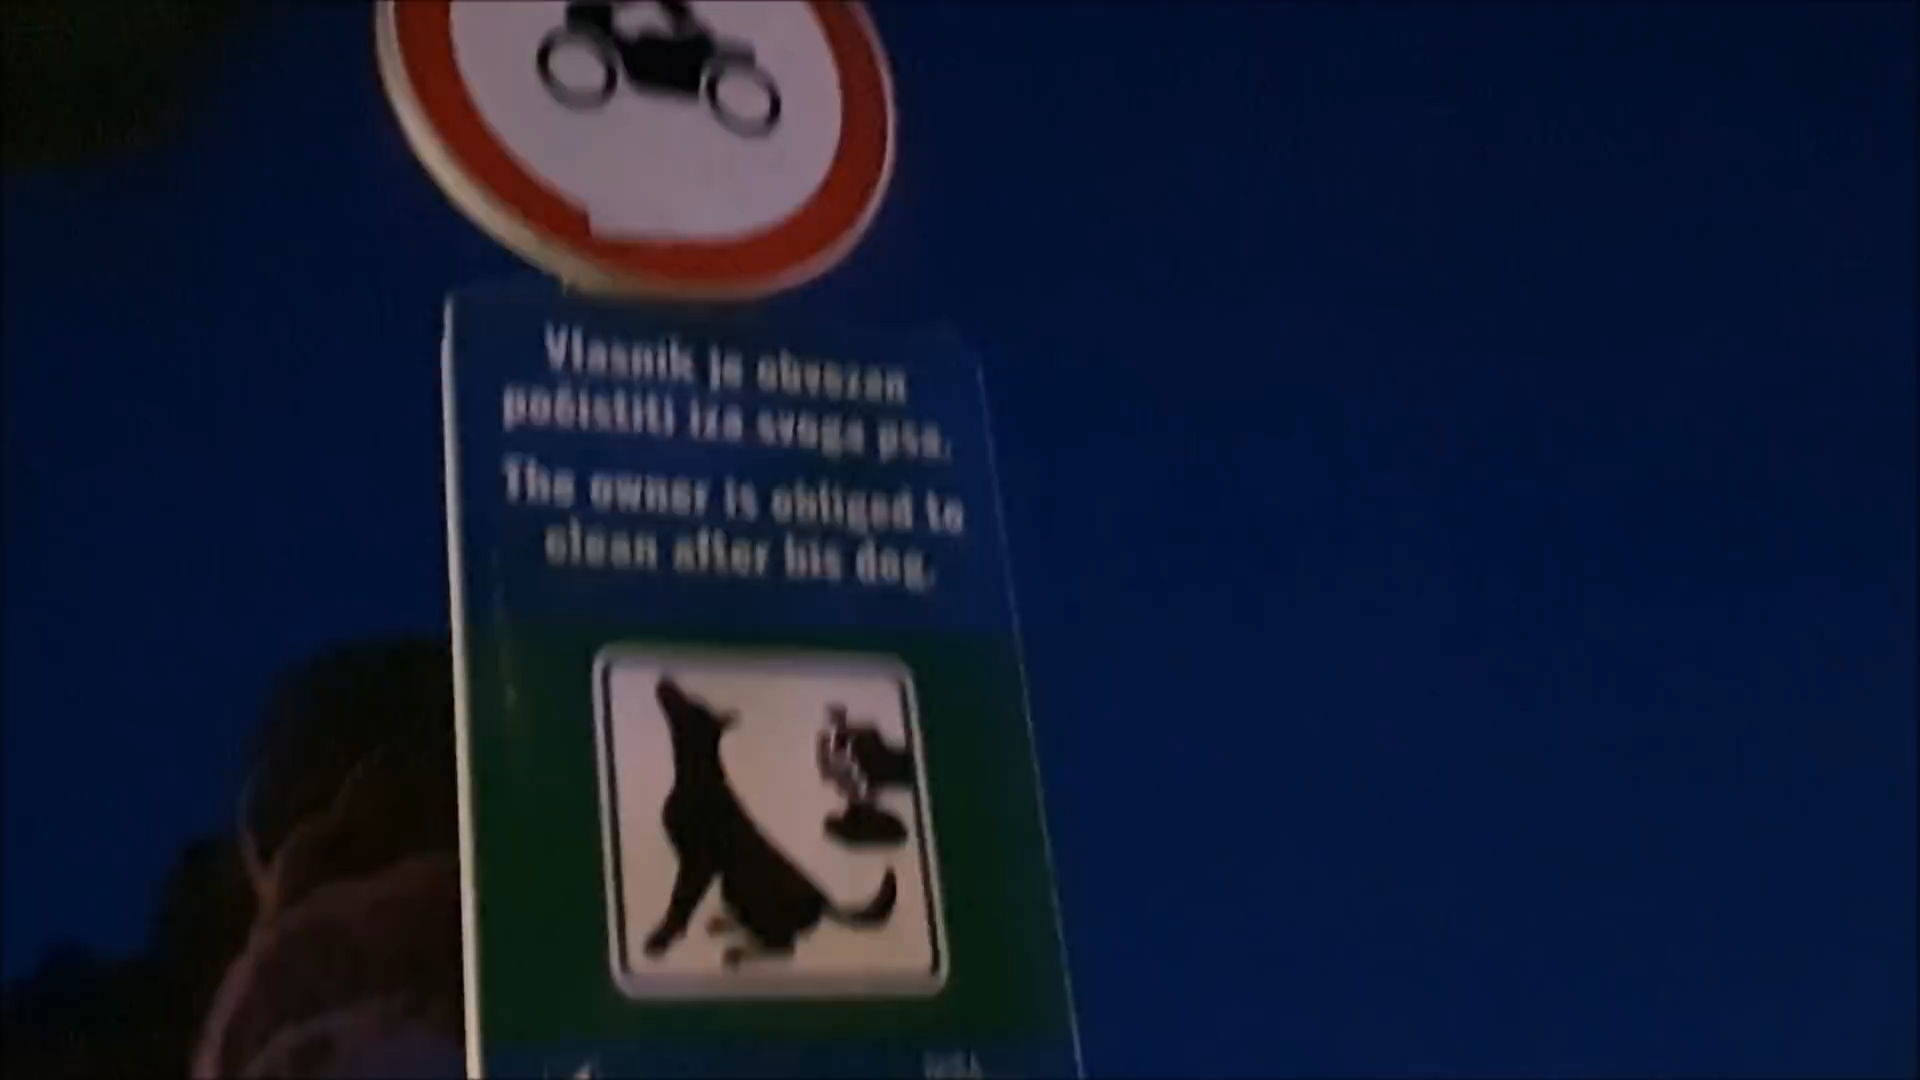 Vlasnik je obvezan
počistiti iza svoga psa.
The owner is obliged to
clean after his dog.